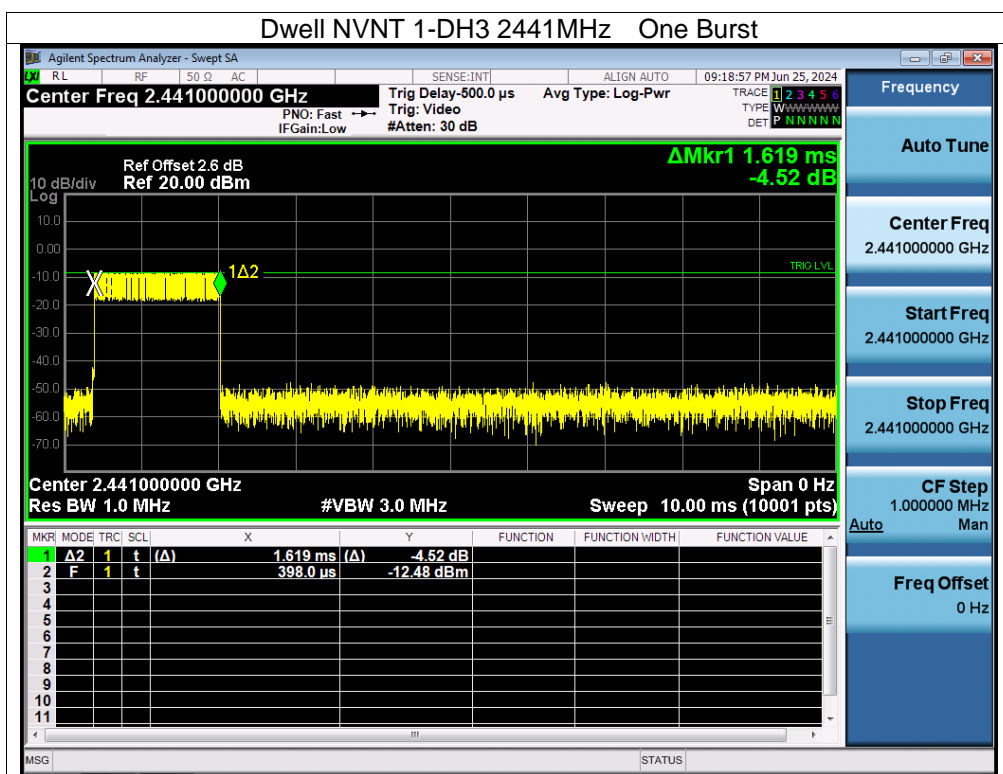 Dwell NVNT 1-DH3 2441MHz One Burst
Agilent Spectrum Analyzer - Swept SA
LXI RL RF 50 Ω AC SENSE:INT ALIGN AUTO 09:18:57 PM Jun 25, 2024
Center Freq 2.441000000 GHz
PNO: Fast
IFGain:Low
Trig Delay-500.0 µs
Trig: Video
#Atten: 30 dB
Avg Type: Log-Pwr
TRACE 1 2 3 4 5 6
TYPE WWWWWW
DET P N N N N N
ΔMkr1 1.619 ms
-4.52 dB
Ref Offset 2.6 dB
10 dB/div Ref 20.00 dBm
Log
10.0
0.00
-10.0
-20.0
-30.0
-40.0
-50.0
-60.0
-70.0
1Δ2
TRIG LVL
Center 2.441000000 GHz Span 0 Hz
Res BW 1.0 MHz #VBW 3.0 MHz Sweep 10.00 ms (10001 pts)
MKR MODE TRC SCL X Y FUNCTION FUNCTION WIDTH FUNCTION VALUE
1 Δ2 1 t (Δ) 1.619 ms (Δ) -4.52 dB
2 F 1 t 398.0 µs -12.48 dBm
3
4
5
6
7
8
9
10
11
MSG STATUS
Frequency
Auto Tune
Center Freq
2.441000000 GHz
Start Freq
2.441000000 GHz
Stop Freq
2.441000000 GHz
CF Step
1.000000 MHz
Auto Man
Freq Offset
0 Hz